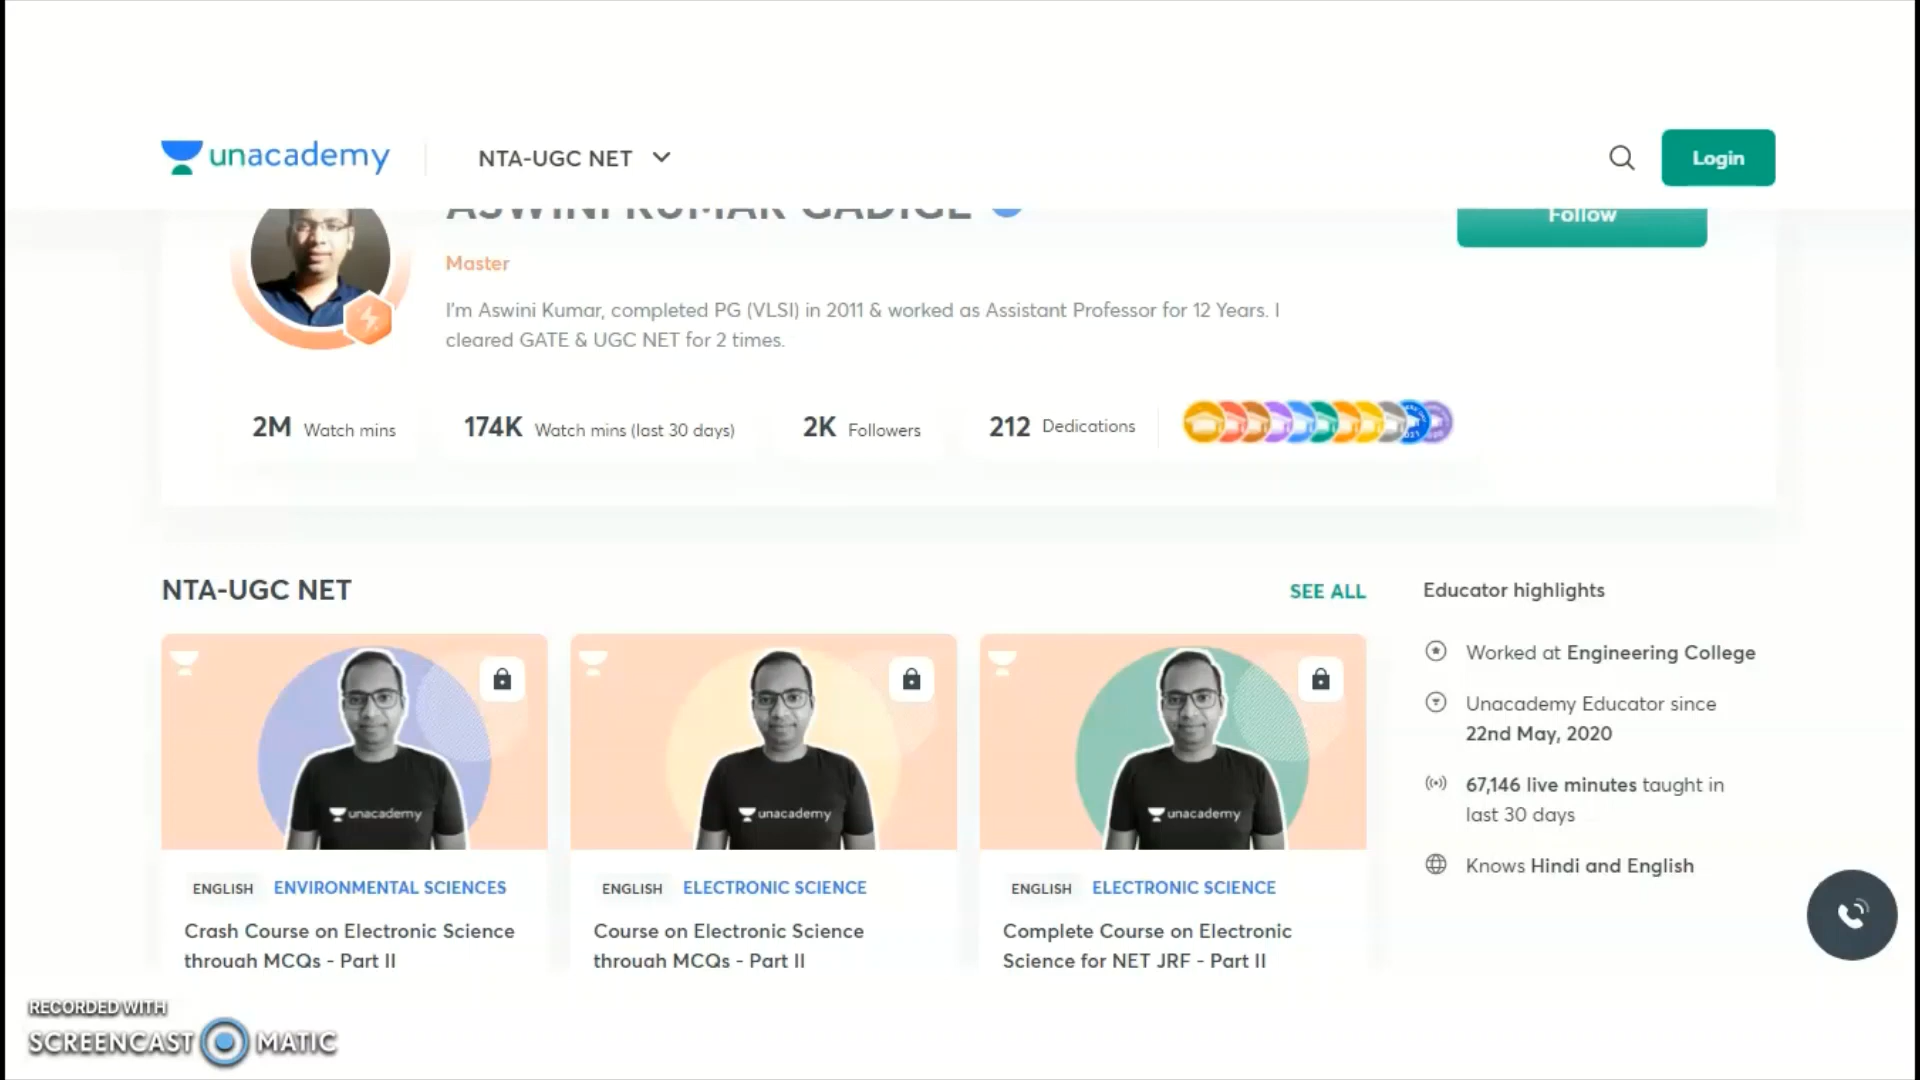 unacademy
NTA-UGC NET
Login
ASWINI KUMAR GADIGE
Follow
Master
I'm Aswini Kumar, completed PG (VLSI) in 2011 & worked as Assistant Professor for 12 Years. I
cleared GATE & UGC NET for 2 times.
2M Watch mins
174K Watch mins (last 30 days)
2K Followers
212 Dedications
NTA-UGC NET
SEE ALL
unacademy
ENGLISH ENVIRONMENTAL SCIENCES
Crash Course on Electronic Science
through MCQs - Part II
unacademy
ENGLISH ELECTRONIC SCIENCE
Course on Electronic Science
through MCQs - Part II
unacademy
ENGLISH ELECTRONIC SCIENCE
Complete Course on Electronic
Science for NET JRF - Part II
Educator highlights
Worked at Engineering College
Unacademy Educator since
22nd May, 2020
67,146 live minutes taught in
last 30 days
Knows Hindi and English
RECORDED WITH
SCREENCAST MATIC